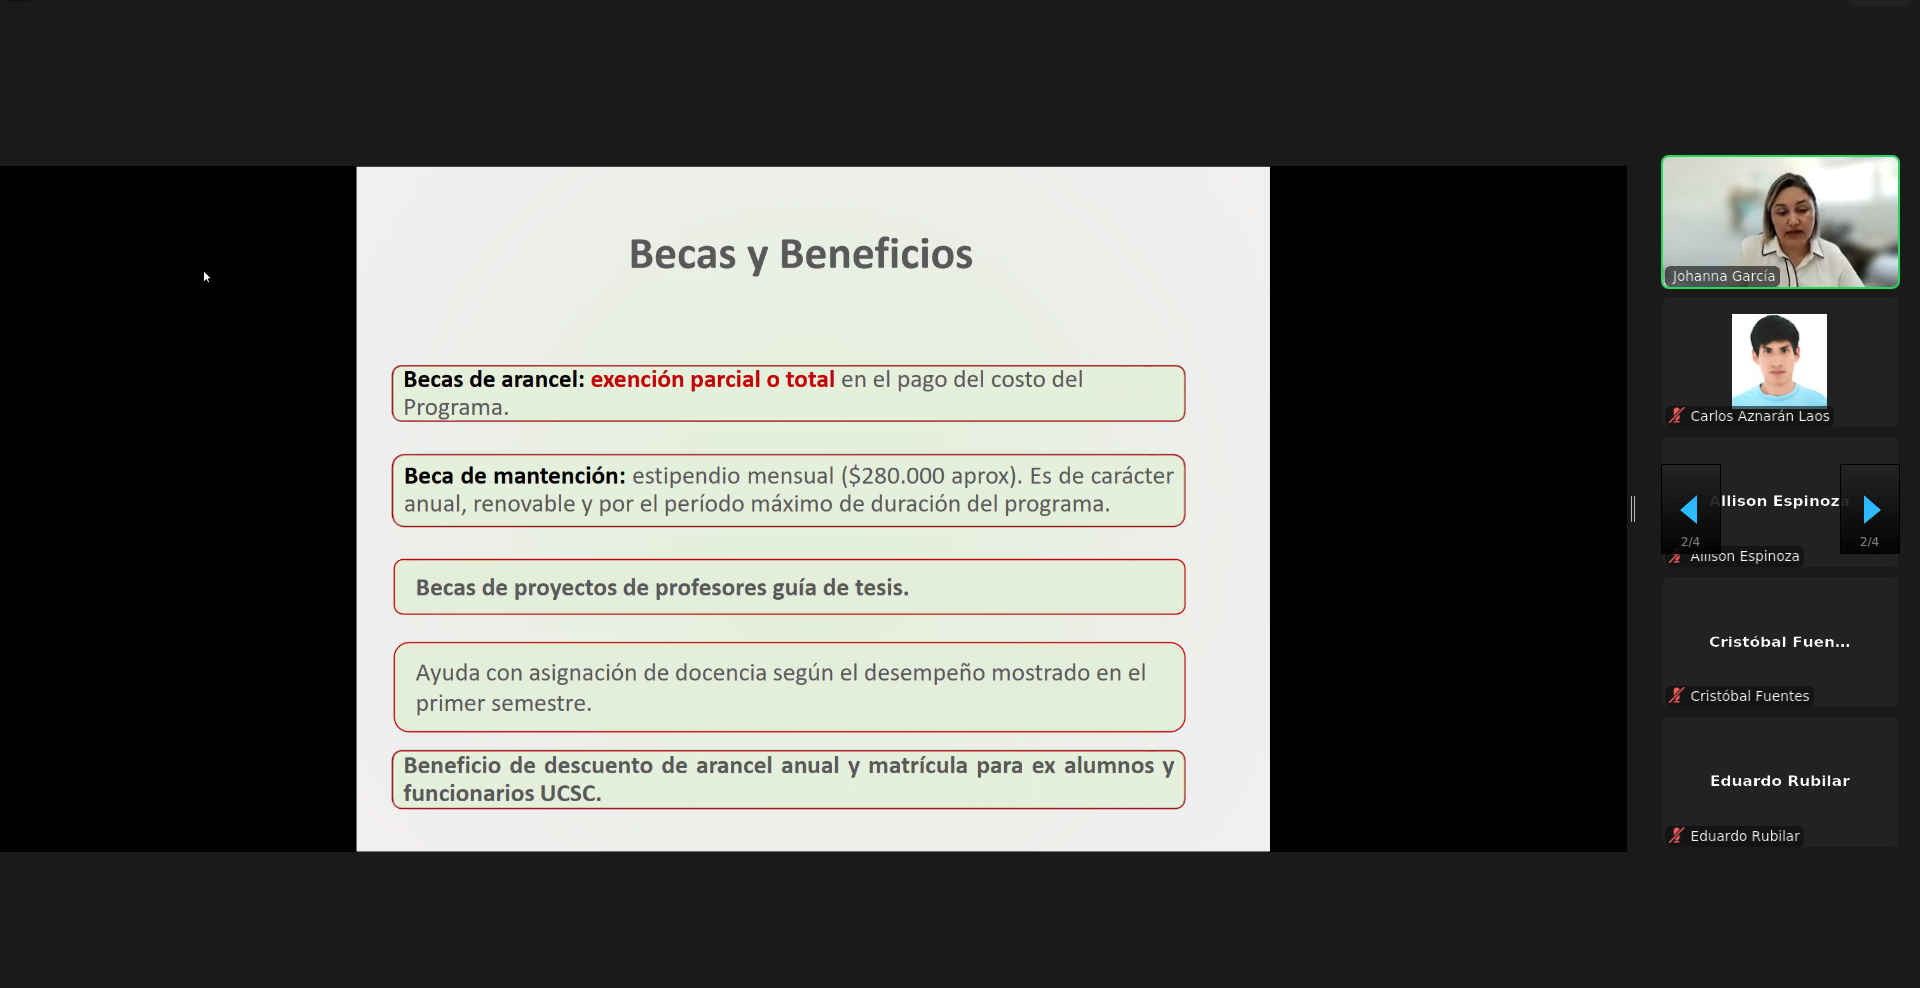 Becas y Beneficios
Becas de arancel: exención parcial o total en el pago del costo del
Programa.
Beca de mantención: estipendio mensual ($280.000 aprox). Es de carácter
anual, renovable y por el período máximo de duración del programa.
Becas de proyectos de profesores guía de tesis.
Ayuda con asignación de docencia según el desempeño mostrado en el
primer semestre.
Beneficio de descuento de arancel anual y matrícula para ex alumnos y
funcionarios UCSC.
Johanna García
Carlos Aznarán Laos
Allison Espinoza
2/4
2/4
Allison Espinoza
Cristóbal Fuen...
Cristóbal Fuentes
Eduardo Rubilar
Eduardo Rubilar